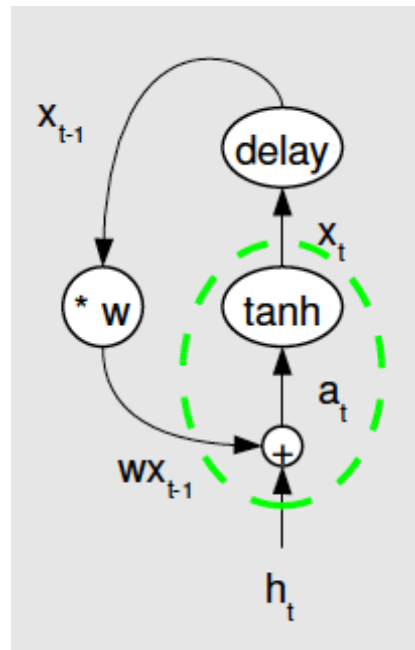 x_{t-1}
delay
x_t
* w
tanh
a_t
+
wx_{t-1}
h_t